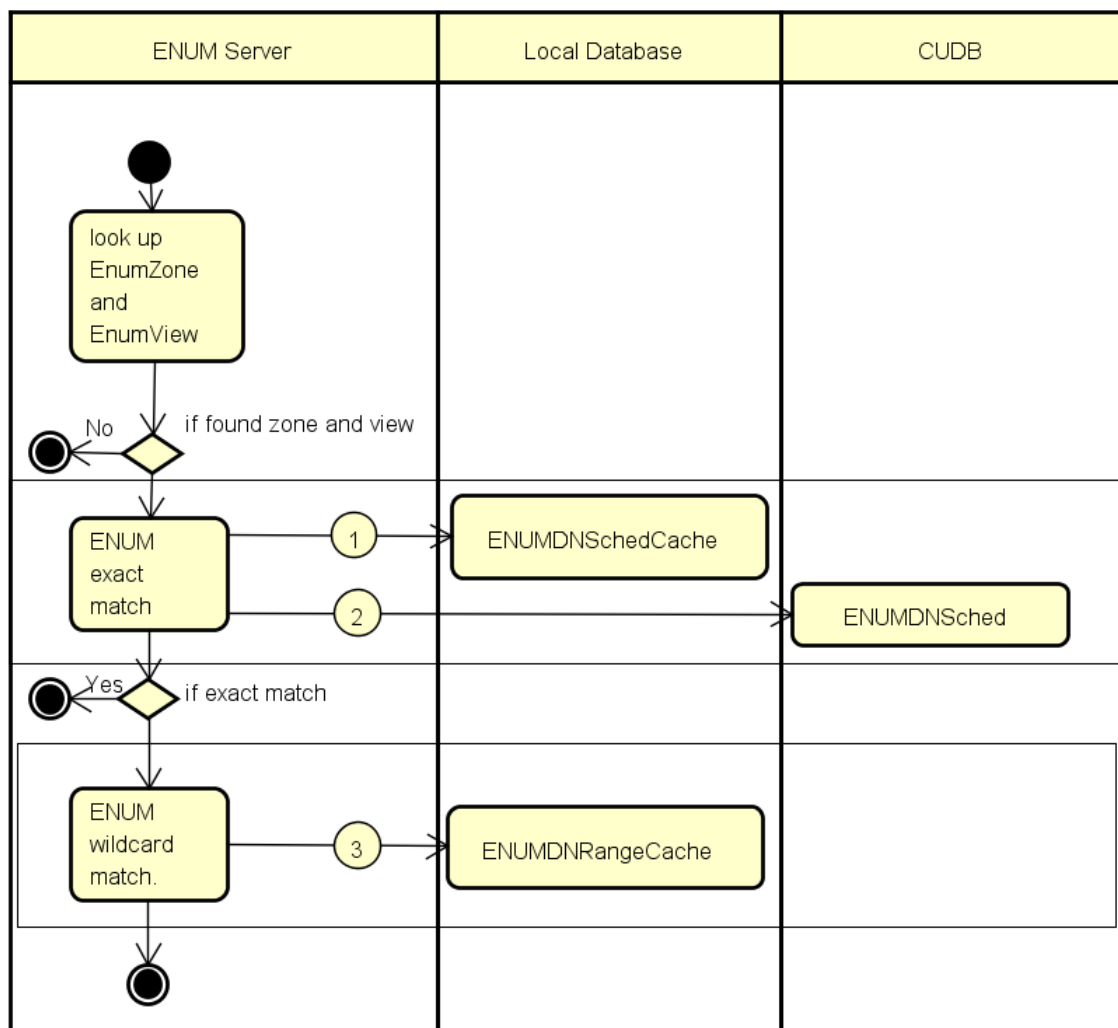 ENUM Server
Local Database
CUDB
look up
EnumZone
and
EnumView
No
if found zone and view
ENUM
exact
match
1
ENUMDNSchedCache
2
ENUMDNSched
Yes
if exact match
ENUM
wildcard
match.
3
ENUMDNRangeCache